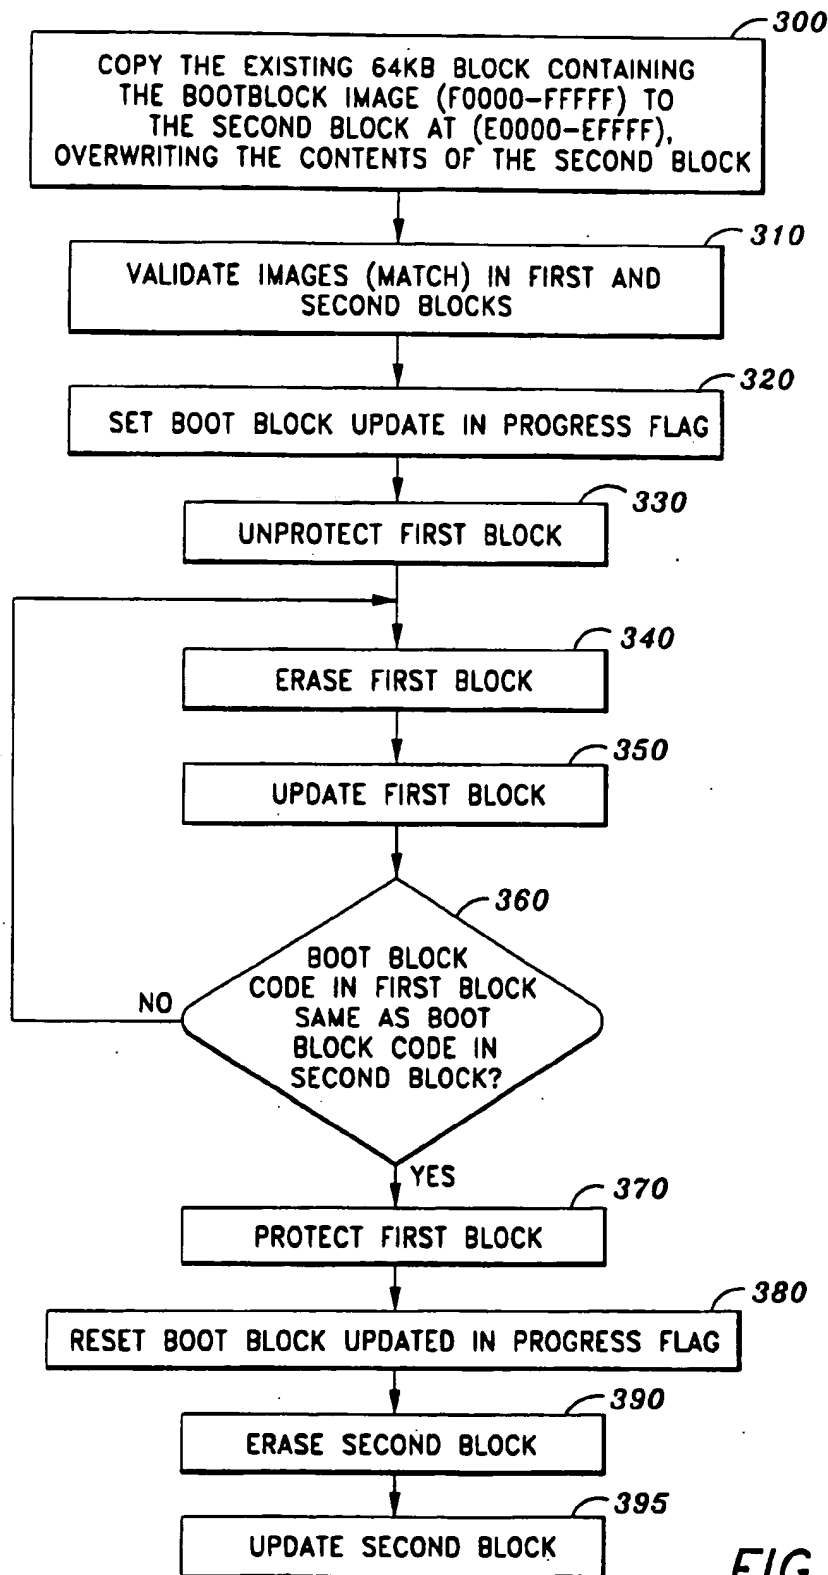 300
COPY THE EXISTING 64KB BLOCK CONTAINING
THE BOOTBLOCK IMAGE (F0000-FFFFF) TO
THE SECOND BLOCK AT (E0000-EFFFF),
OVERWRITING THE CONTENTS OF THE SECOND BLOCK
310
VALIDATE IMAGES (MATCH) IN FIRST AND
SECOND BLOCKS
320
SET BOOT BLOCK UPDATE IN PROGRESS FLAG
330
UNPROTECT FIRST BLOCK
340
ERASE FIRST BLOCK
350
UPDATE FIRST BLOCK
360
BOOT BLOCK
CODE IN FIRST BLOCK
SAME AS BOOT
BLOCK CODE IN
SECOND BLOCK?
NO
YES
370
PROTECT FIRST BLOCK
380
RESET BOOT BLOCK UPDATED IN PROGRESS FLAG
390
ERASE SECOND BLOCK
395
UPDATE SECOND BLOCK
FIG